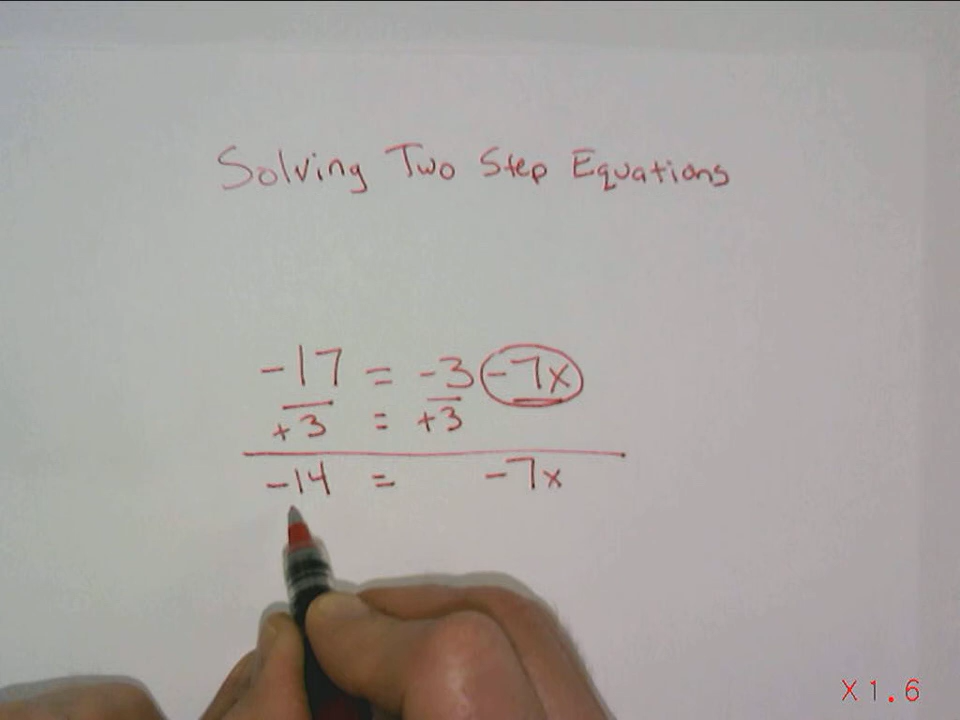 Solving Two Step Equations
-17 = -3 -7x
+3 = +3
-14 = -7x
X1.6